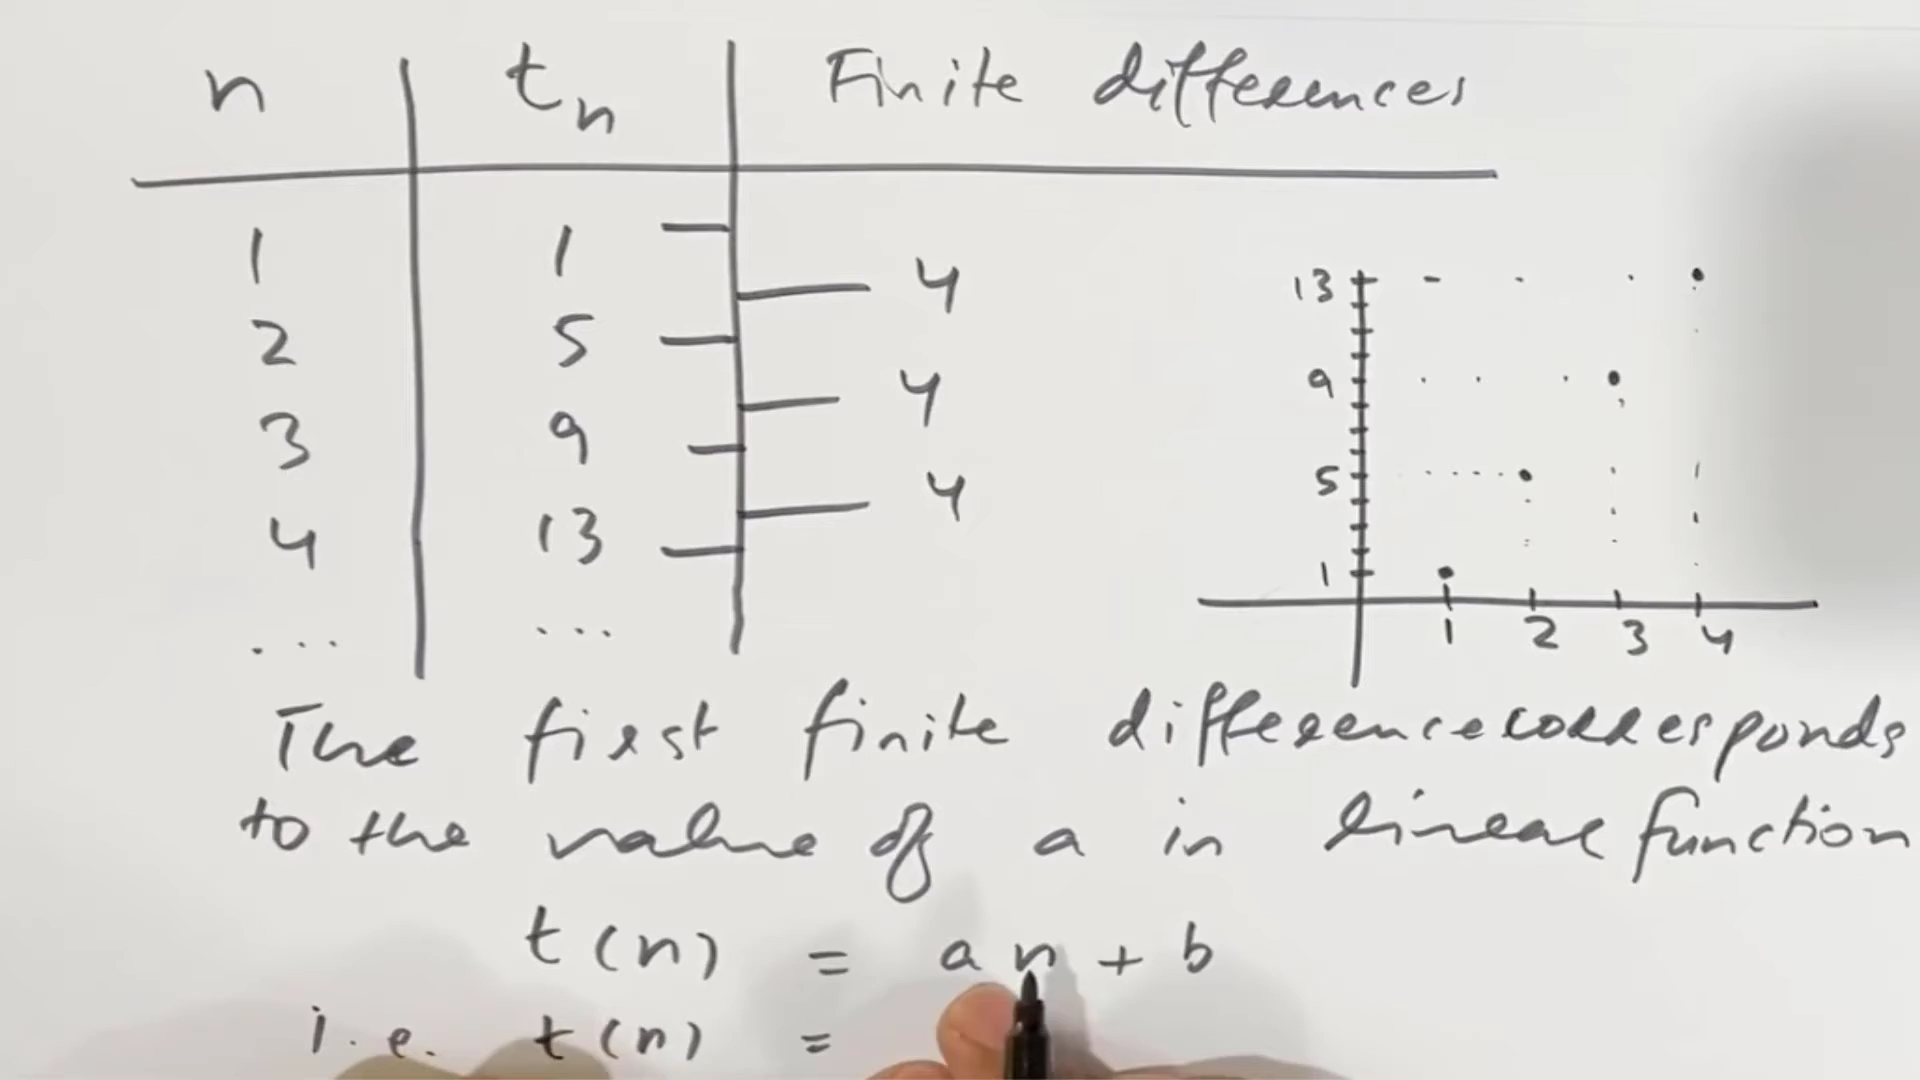 n tn Finite differences
1 1
4
2 5
4
3 9
4
4 13
... ...
13
9
5
1
1 2 3 4
The first finite difference corresponds
to the value of a in linear function
t(n) = an + b
i.e. t(n) =